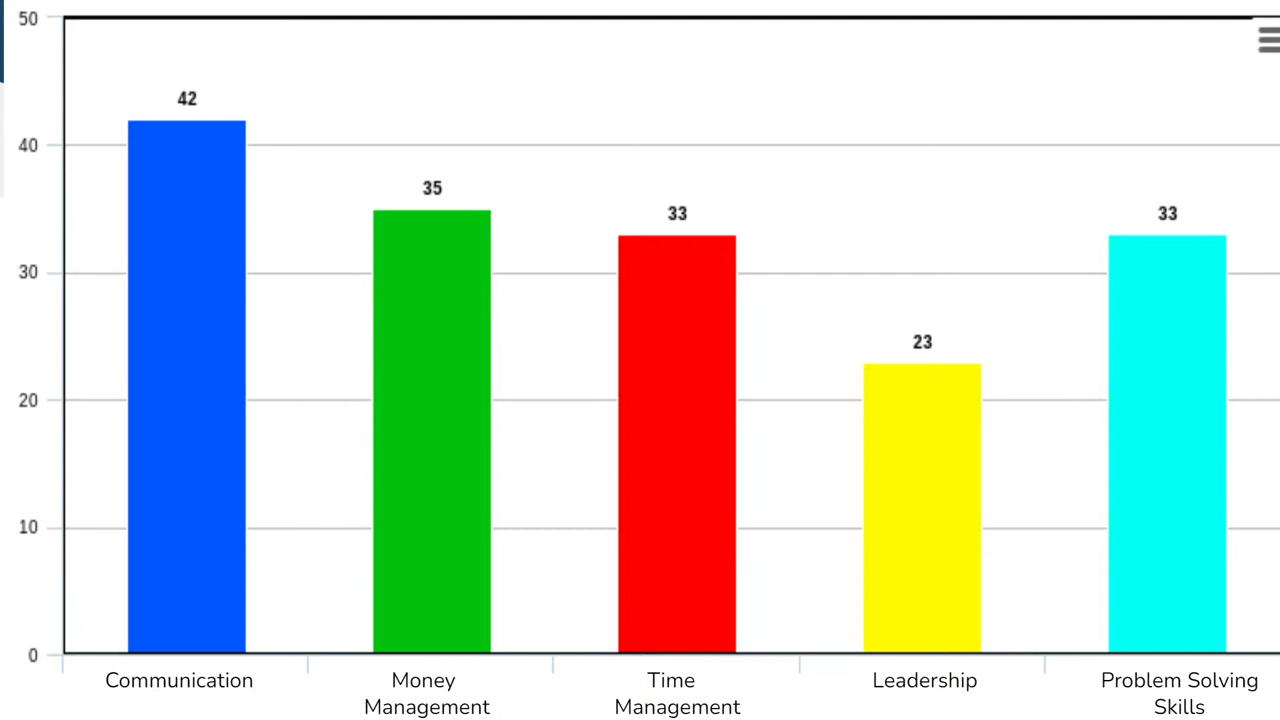 50
42
40
35
33
33
30
23
20
10
0
Communication
Money
Management
Time
Management
Leadership
Problem Solving
Skills